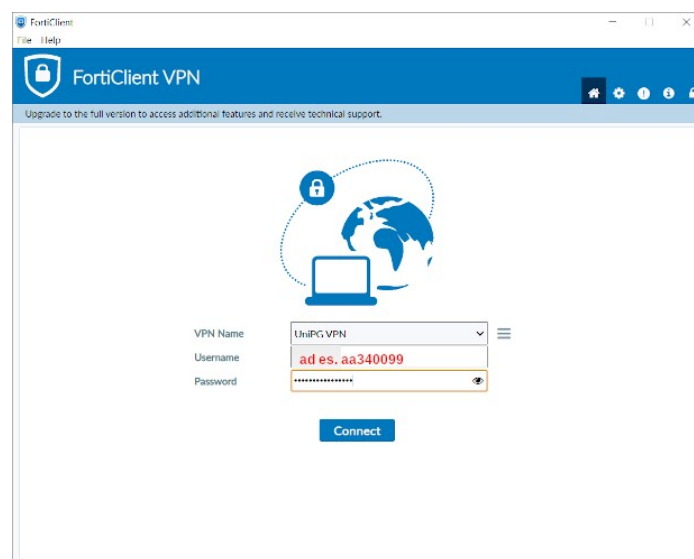 FortiClient
File Help
FortiClient VPN
Upgrade to the full version to access additional features and receive technical support.
VPN Name
UniPG VPN
Username
ad es. aa340099
Password
••••••••••••••••
Connect